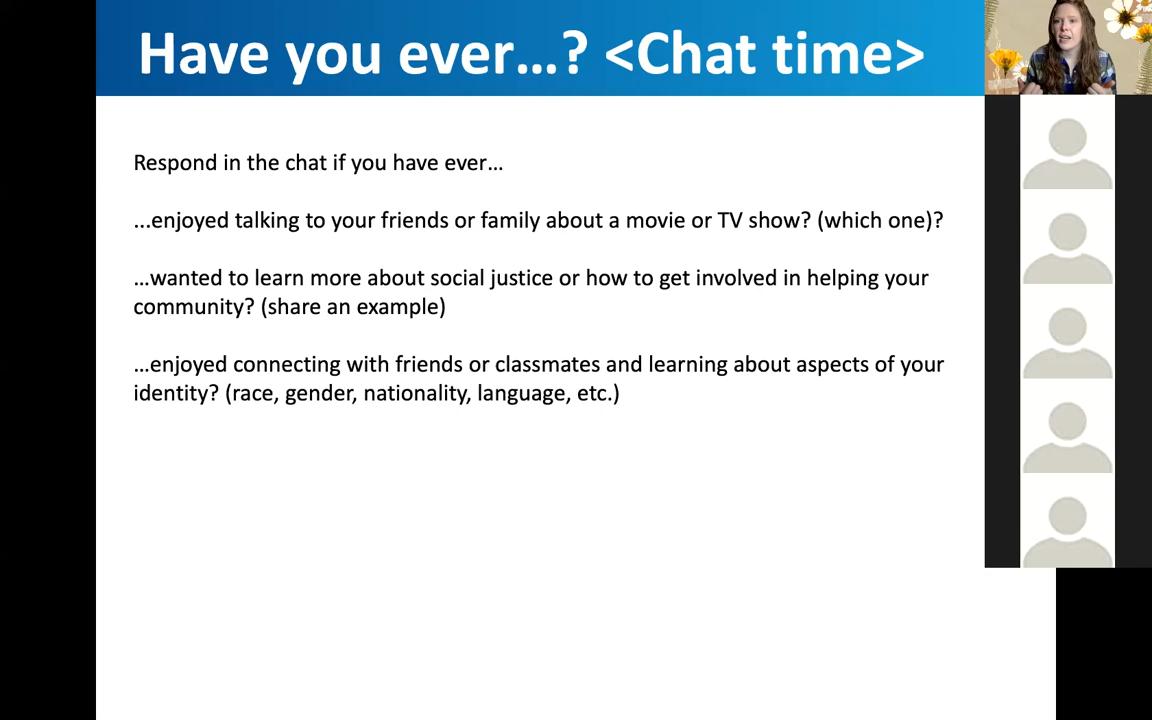 Have you ever…? <Chat time>
Respond in the chat if you have ever…
...enjoyed talking to your friends or family about a movie or TV show? (which one)?
…wanted to learn more about social justice or how to get involved in helping your
community? (share an example)
…enjoyed connecting with friends or classmates and learning about aspects of your
identity? (race, gender, nationality, language, etc.)